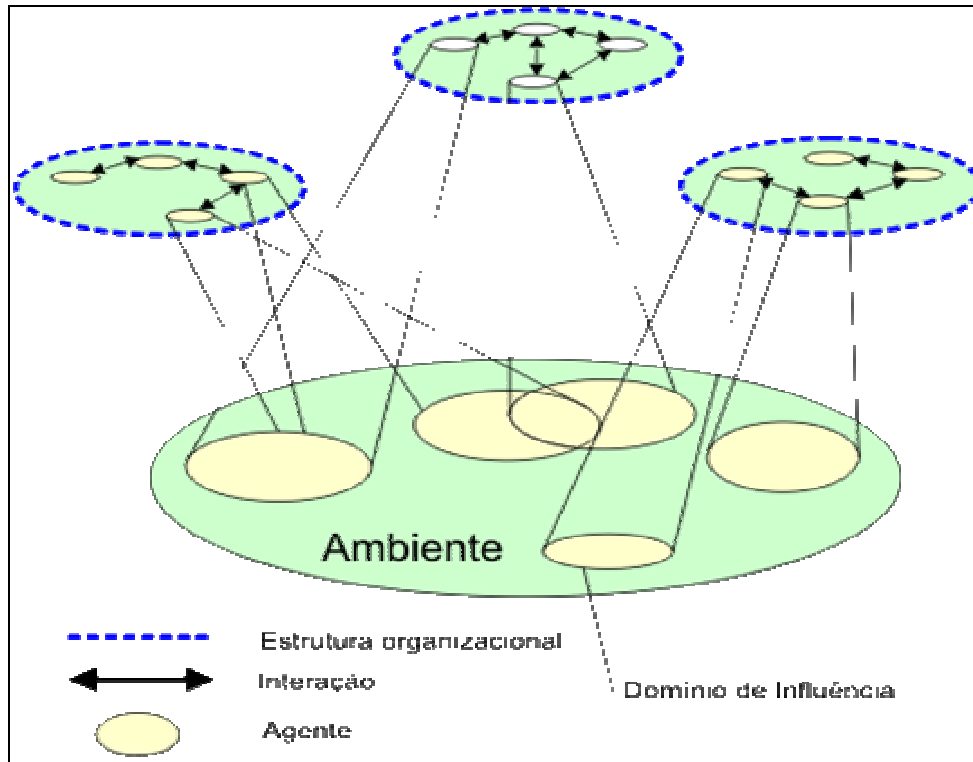 Ambiente
Estrutura organizacional
Interação
Domínio de Influência
Agente